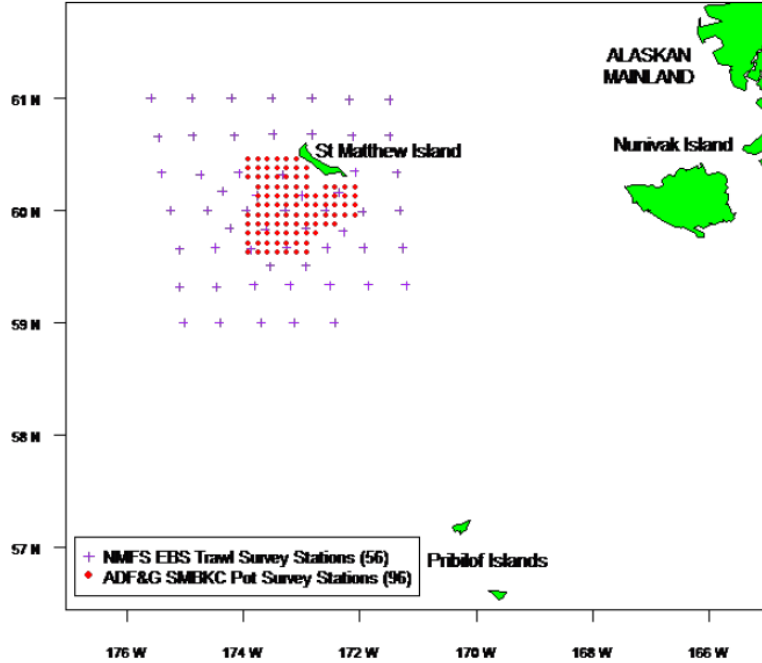 ALASKAN
MAINLAND
61 N
St Matthew Island
Nunivak Island
60 N
59 N
58 N
57 N
NMFS EBS Trawl Survey Stations (56)
ADF&G SMBKC Pot Survey Stations (96)
Pribilof Islands
176 W 174 W 172 W 170 W 168 W 166 W